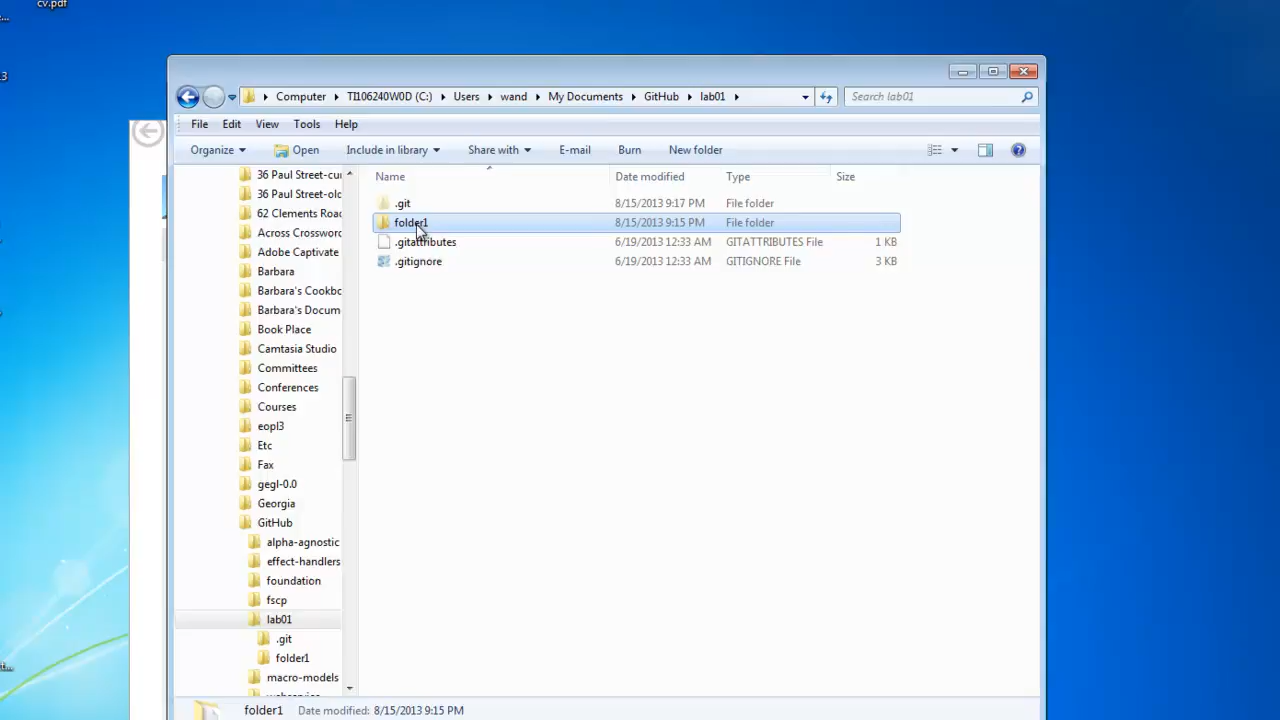 cv.pdf
Computer TI106240W0D (C:) Users wand My Documents GitHub lab01 Search lab01
File Edit View Tools Help
Organize Open Include in library Share with E-mail Burn New folder
Name Date modified Type Size
.git 8/15/2013 9:17 PM File folder
folder1 8/15/2013 9:15 PM File folder
.gitattributes 6/19/2013 12:33 AM GITATTRIBUTES File 1 KB
.gitignore 6/19/2013 12:33 AM GITIGNORE File 3 KB
36 Paul Street-cu
36 Paul Street-old
62 Clements Road
Across Crossword
Adobe Captivate
Barbara
Barbara's Cookbo
Barbara's Docum
Book Place
Camtasia Studio
Committees
Conferences
Courses
eopl3
Etc
Fax
gegl-0.0
Georgia
GitHub
alpha-agnostic
effect-handlers
foundation
fscp
lab01
.git
folder1
macro-models
folder1 Date modified: 8/15/2013 9:15 PM